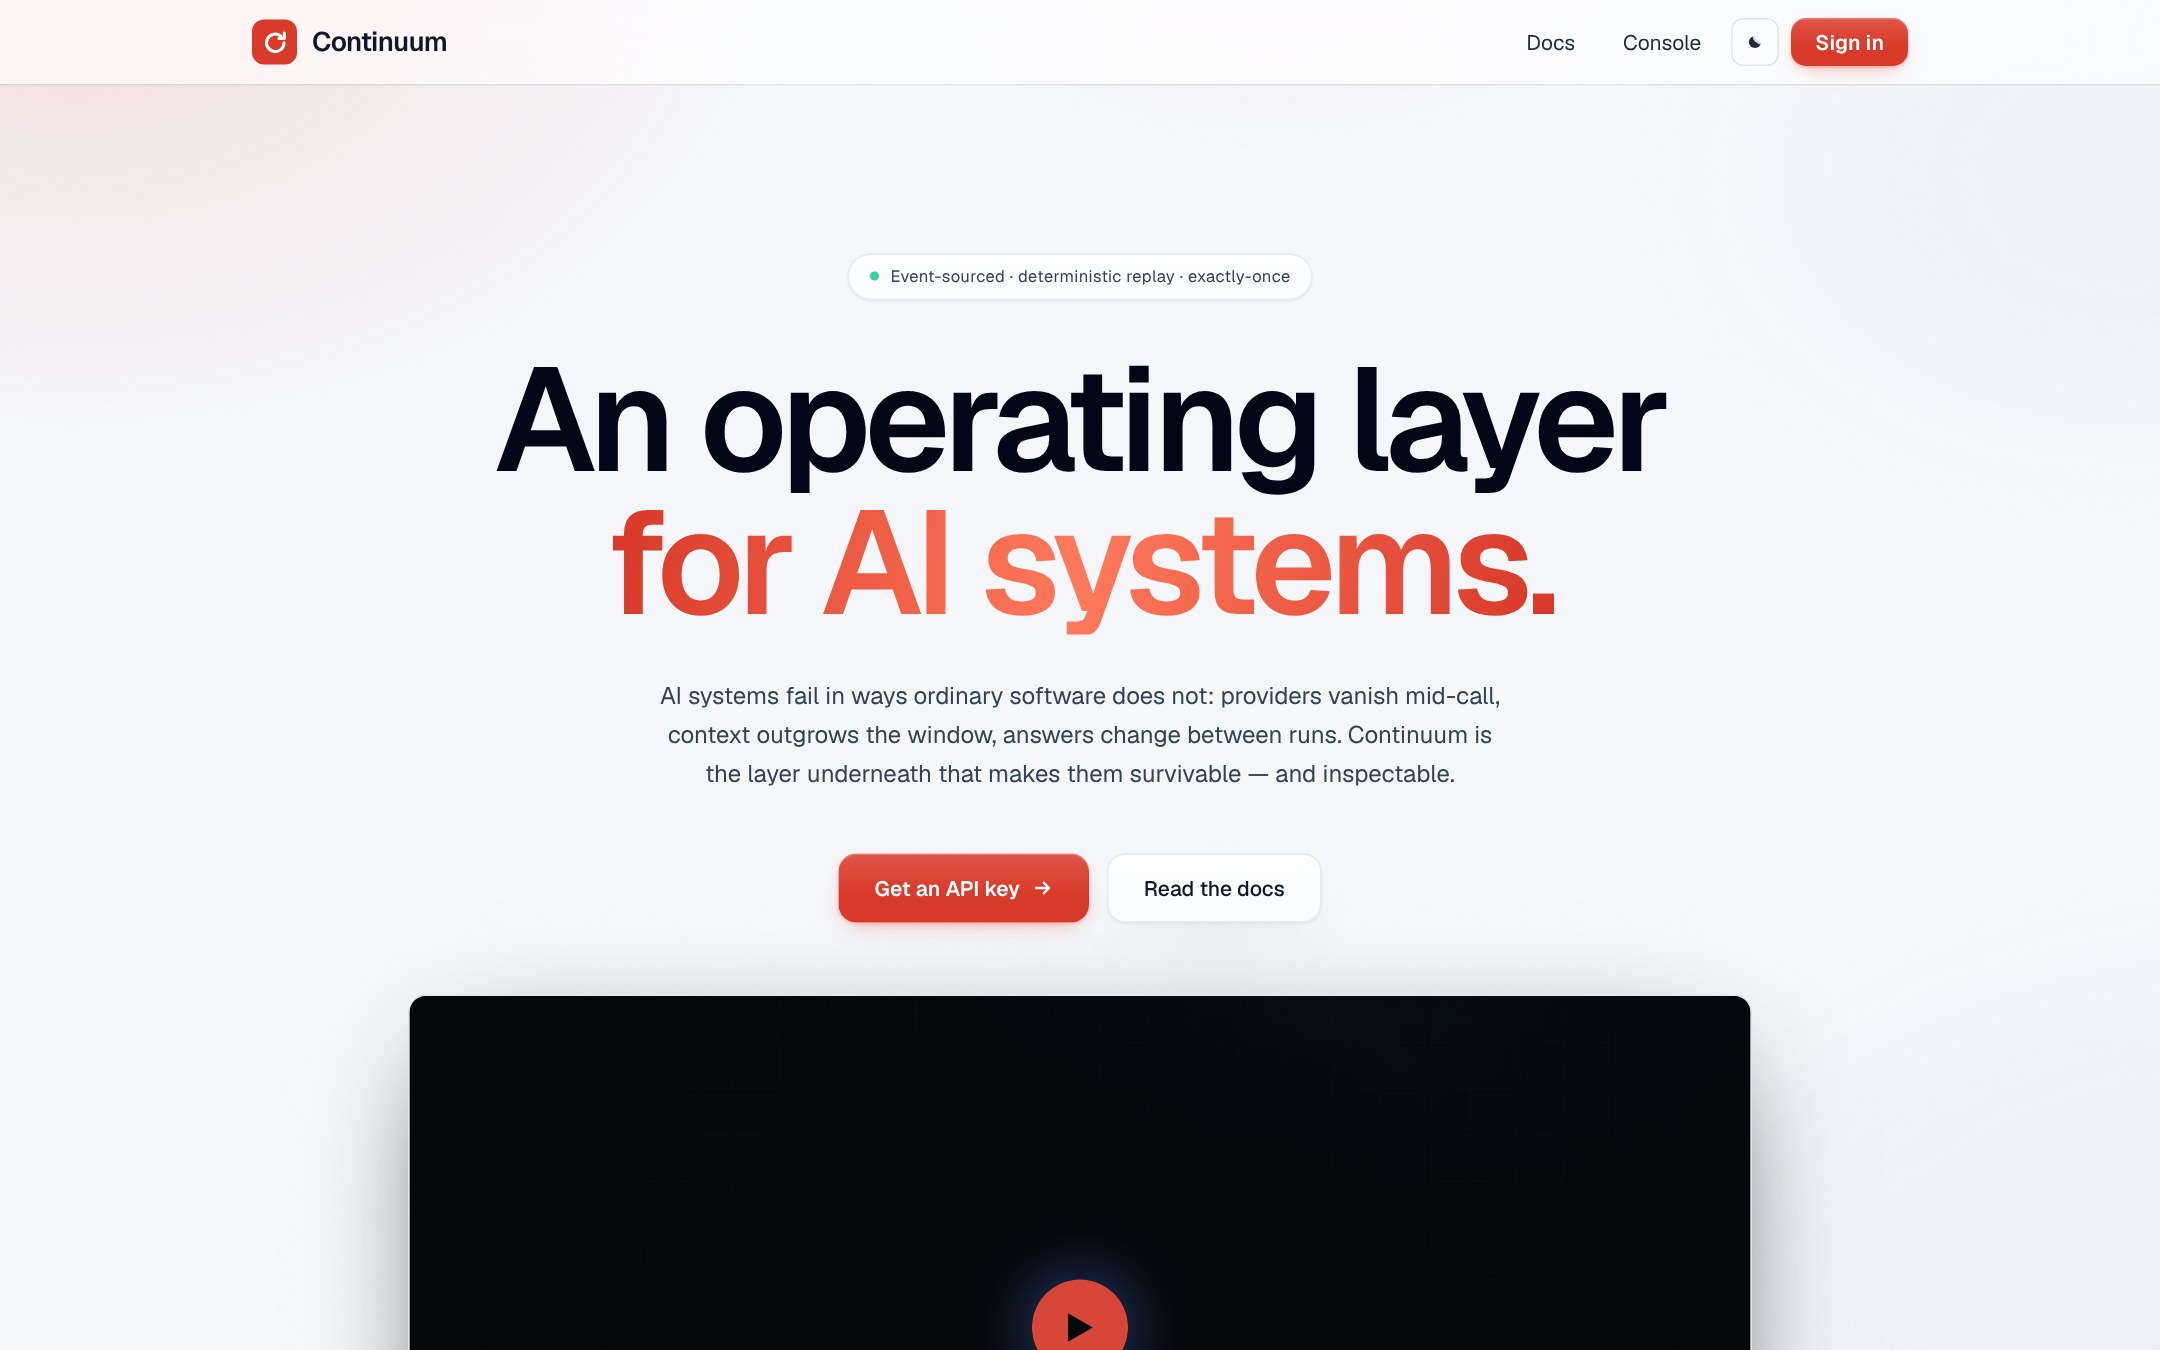 Continuum
Docs
Console
Sign in
Event-sourced · deterministic replay · exactly-once
An operating layer
for AI systems.
AI systems fail in ways ordinary software does not: providers vanish mid-call,
context outgrows the window, answers change between runs. Continuum is
the layer underneath that makes them survivable — and inspectable.
Get an API key →
Read the docs